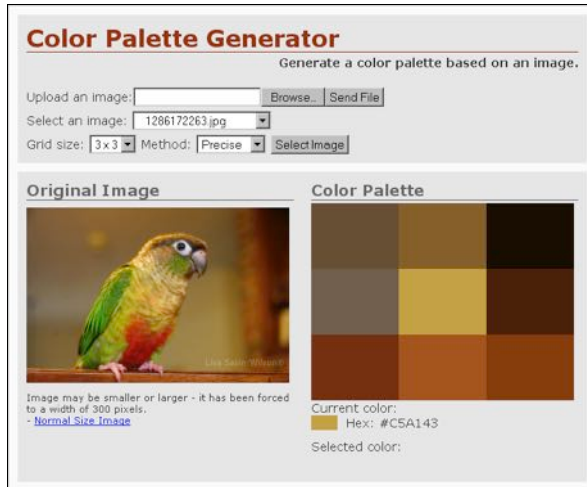 Color Palette Generator
Generate a color palette based on an image.
Upload an image: Browse.. Send File
Select an image: 1286172263.jpg
Grid size: 3 x 3 Method: Precise Select Image
Original Image
Color Palette
Image may be smaller or larger - it has been forced
to a width of 300 pixels.
- Normal Size Image
Current color:
Hex: #C5A143
Selected color: